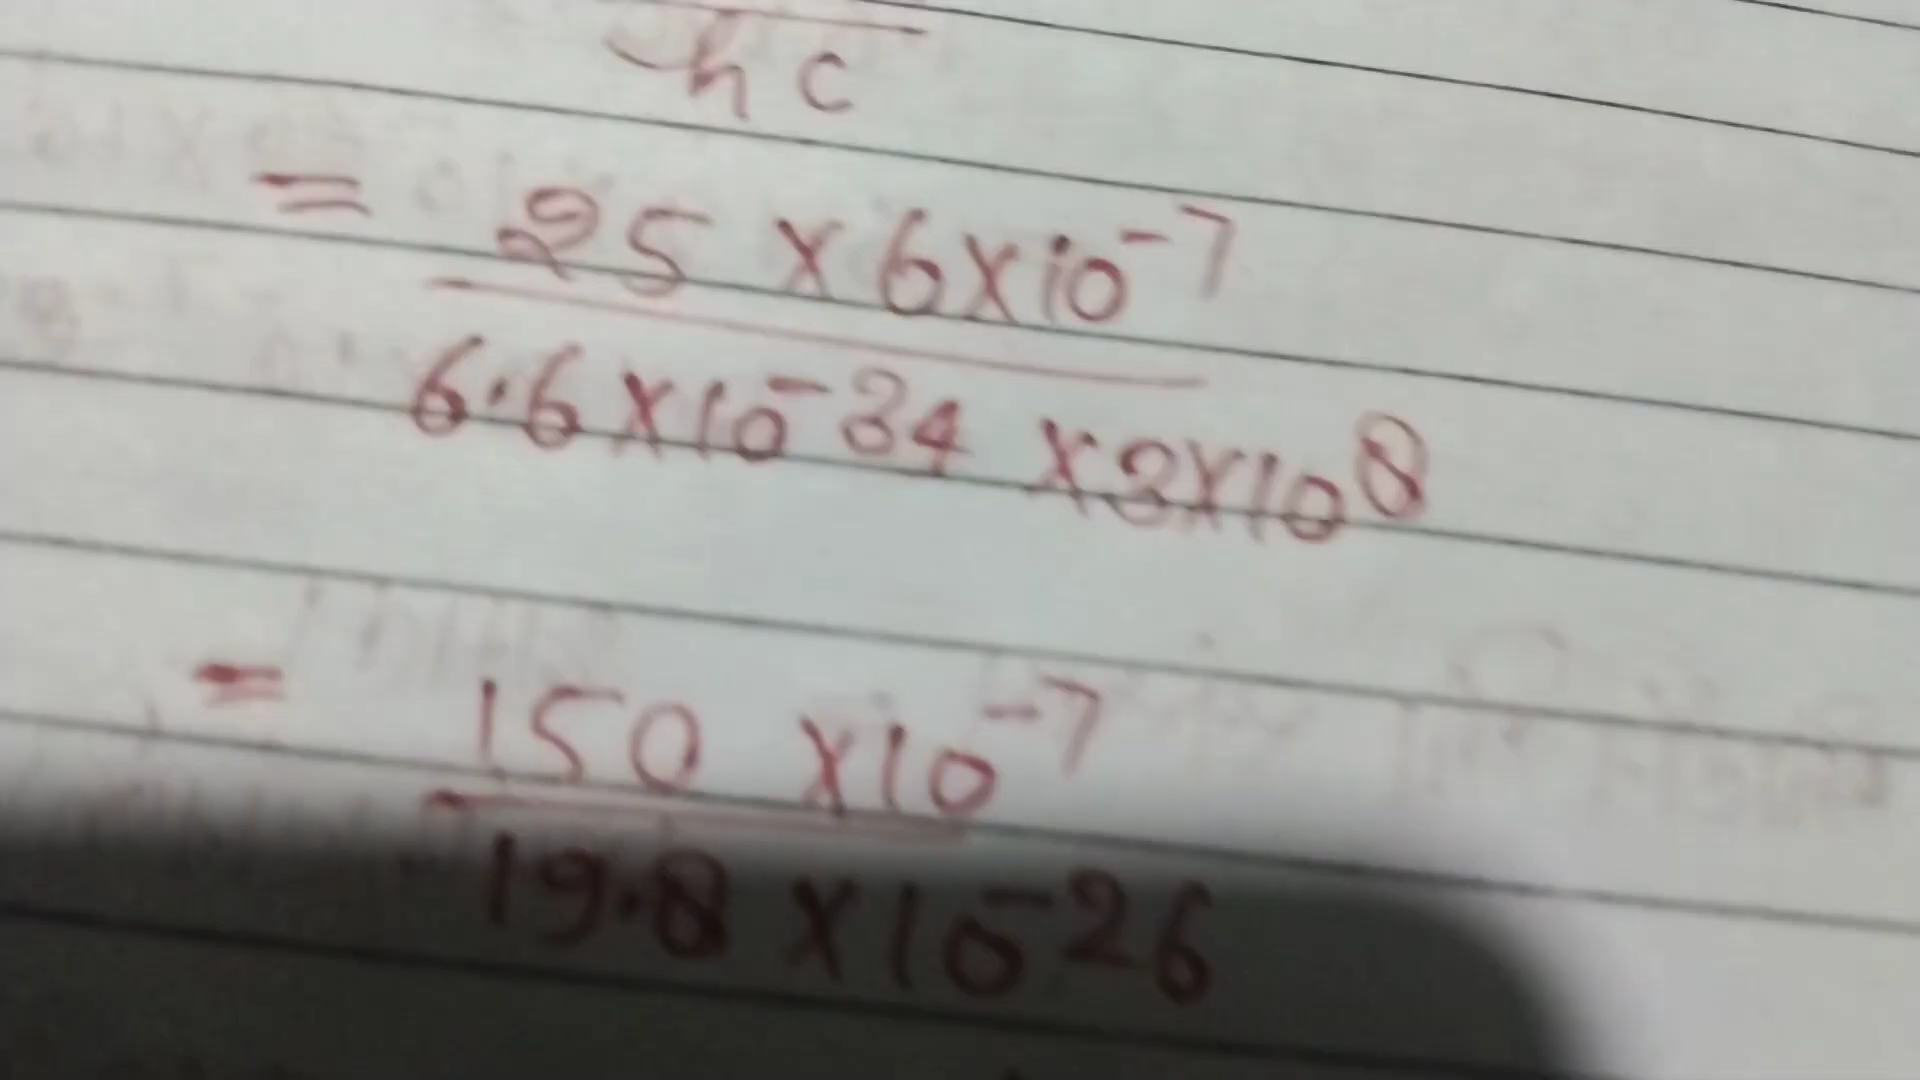 hc
= 25 × 6×10⁻⁷
6.6×10⁻³⁴ ×3×10⁸
= 150 ×10⁻⁷
19.8 ×10⁻²⁶